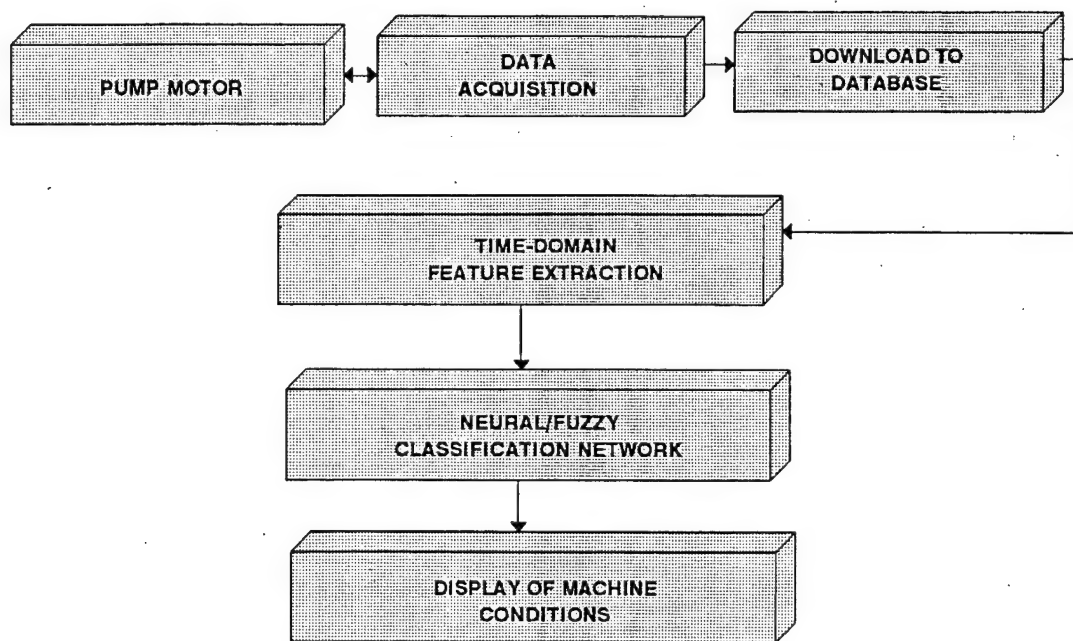 PUMP MOTOR
DATA
ACQUISITION
DOWNLOAD TO
DATABASE
TIME-DOMAIN
FEATURE EXTRACTION
NEURAL/FUZZY
CLASSIFICATION NETWORK
DISPLAY OF MACHINE
CONDITIONS